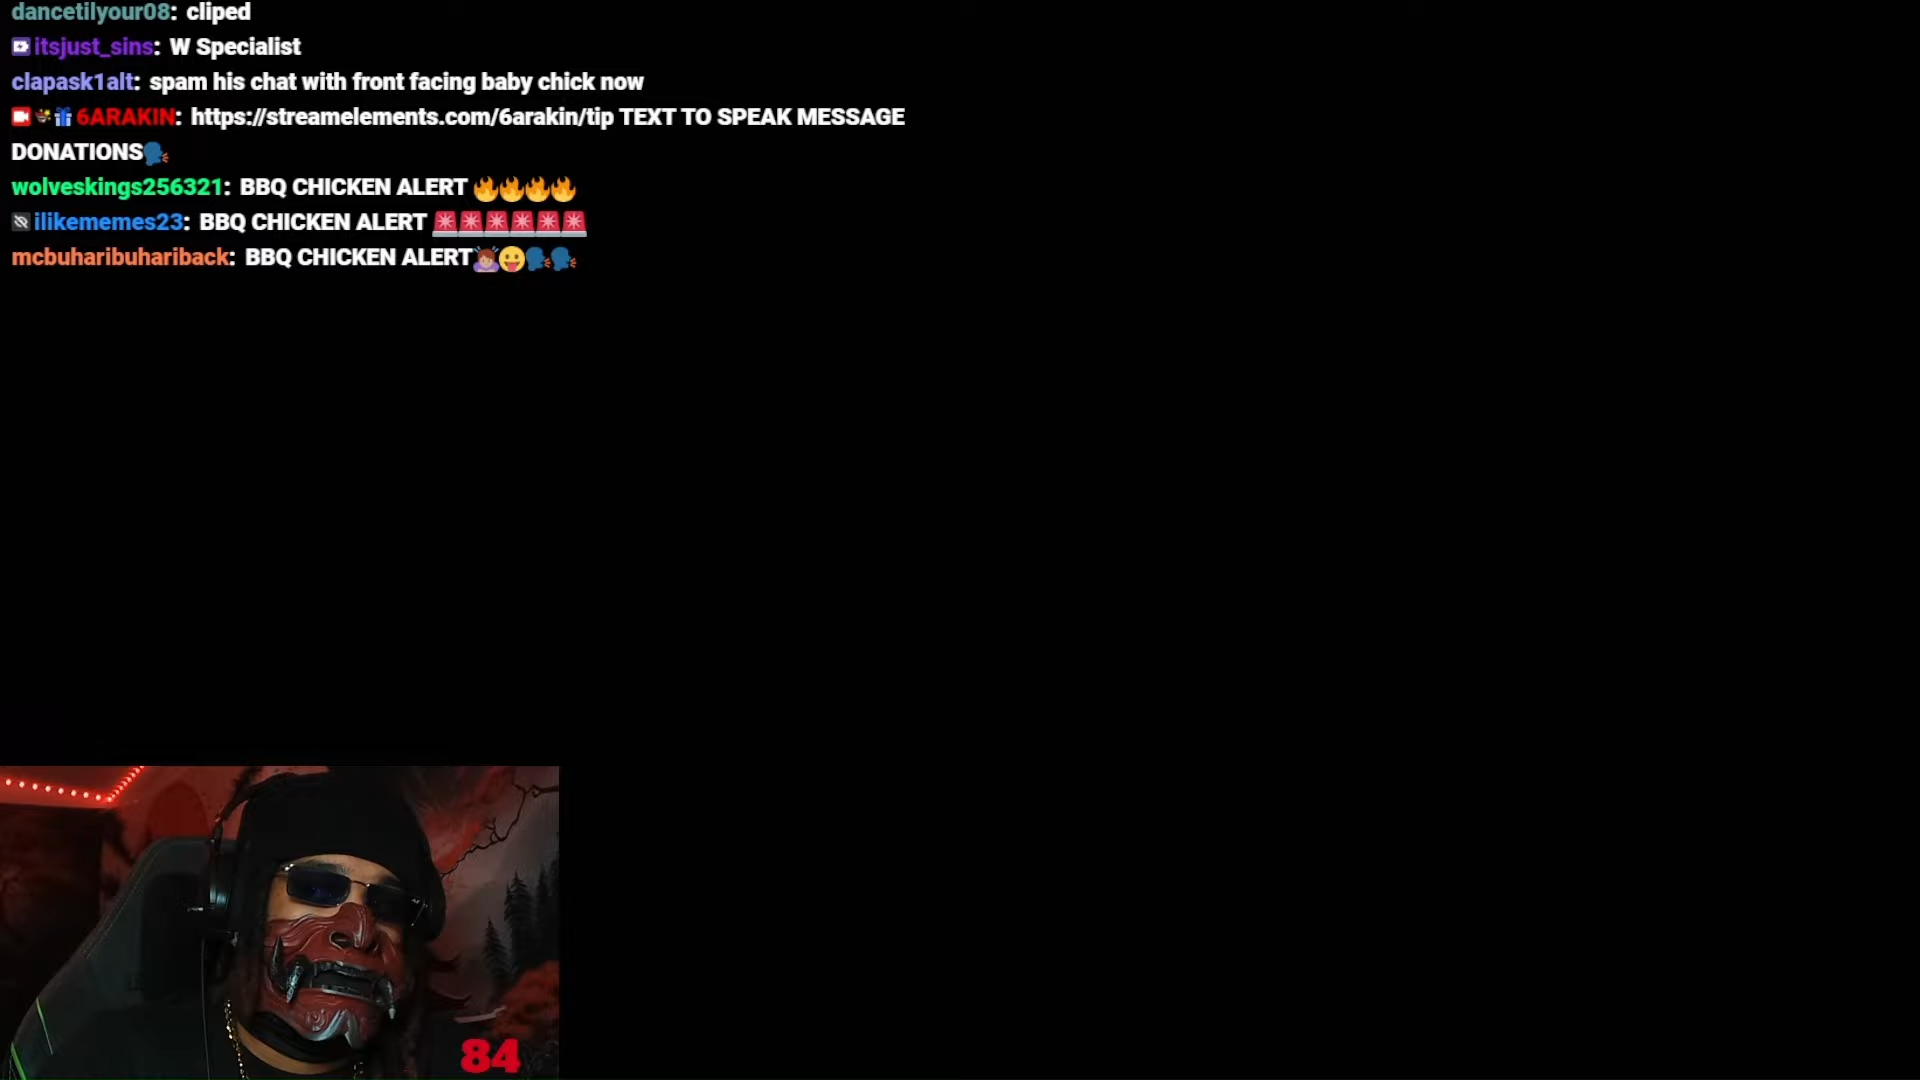 dancetilyour08: cliped
itsjust_sins: W Specialist
clapask1alt: spam his chat with front facing baby chick now
6ARAKIN: https://streamelements.com/6arakin/tip TEXT TO SPEAK MESSAGE
DONATIONS🗣️
wolveskings256321: BBQ CHICKEN ALERT 🔥🔥🔥🔥
ilikememes23: BBQ CHICKEN ALERT 🚨🚨🚨🚨🚨🚨
mcbuharibuhariback: BBQ CHICKEN ALERT💆😛🗣️🗣️
84